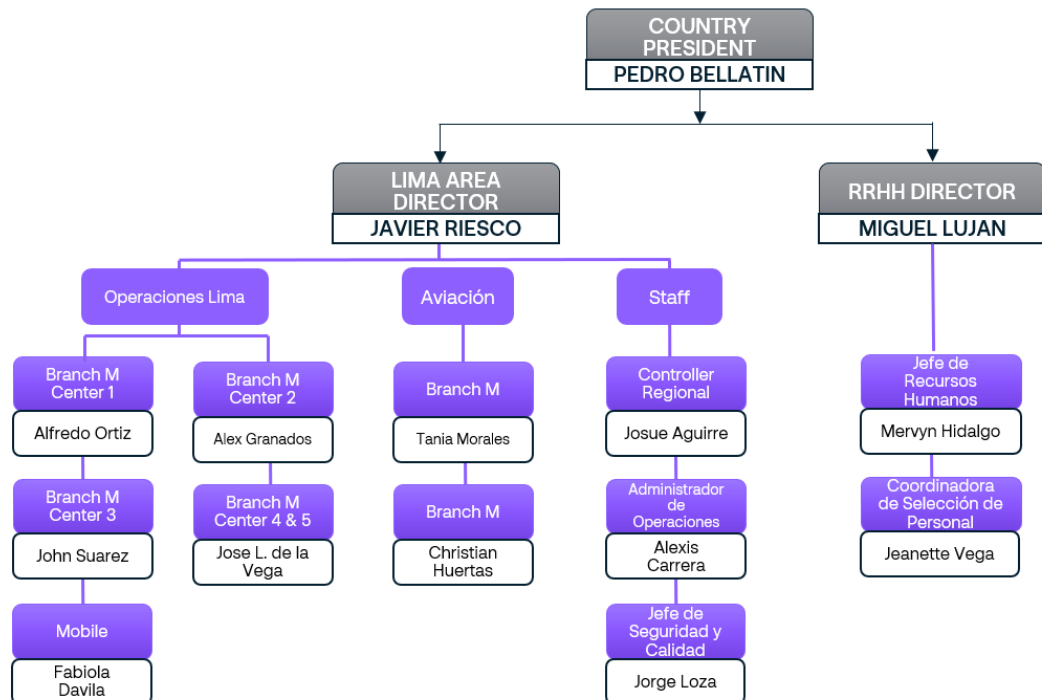 COUNTRY
PRESIDENT
PEDRO BELLATIN
LIMA AREA
DIRECTOR
JAVIER RIESCO
RRHH DIRECTOR
MIGUEL LUJAN
Operaciones Lima
Aviación
Staff
Branch M
Center 1
Alfredo Ortiz
Branch M
Center 2
Alex Granados
Branch M
Tania Morales
Controller
Regional
Josue Aguirre
Jefe de
Recursos
Humanos
Mervyn Hidalgo
Branch M
Center 3
John Suarez
Branch M
Center 4 & 5
Jose L. de la
Vega
Branch M
Christian
Huertas
Administrador
de
Operaciones
Alexis
Carrera
Coordinadora
de Selección de
Personal
Jeanette Vega
Mobile
Fabiola
Davila
Jefe de
Seguridad y
Calidad
Jorge Loza